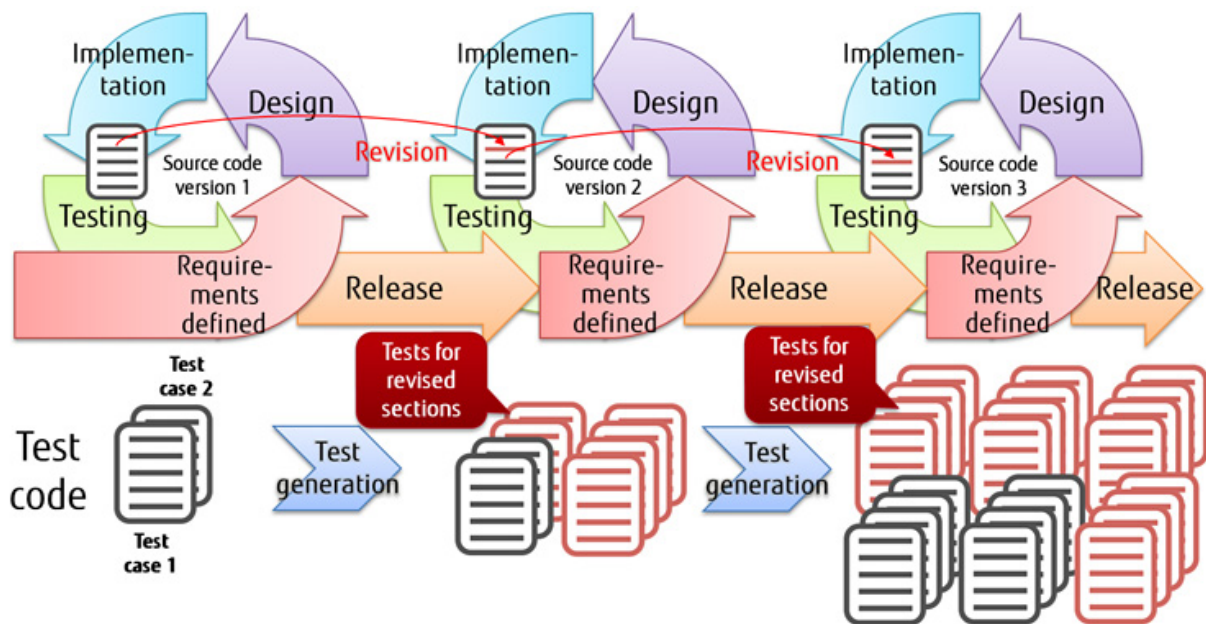 Implemen-
tation
Design
Source code
version 1
Testing
Require-
ments
defined
Revision
Release
Implemen-
tation
Design
Source code
version 2
Testing
Require-
ments
defined
Revision
Release
Implemen-
tation
Design
Source code
version 3
Testing
Require-
ments
defined
Release
Test
code
Test
case 2
Test
case 1
Test
generation
Tests for
revised
sections
Test
generation
Tests for
revised
sections